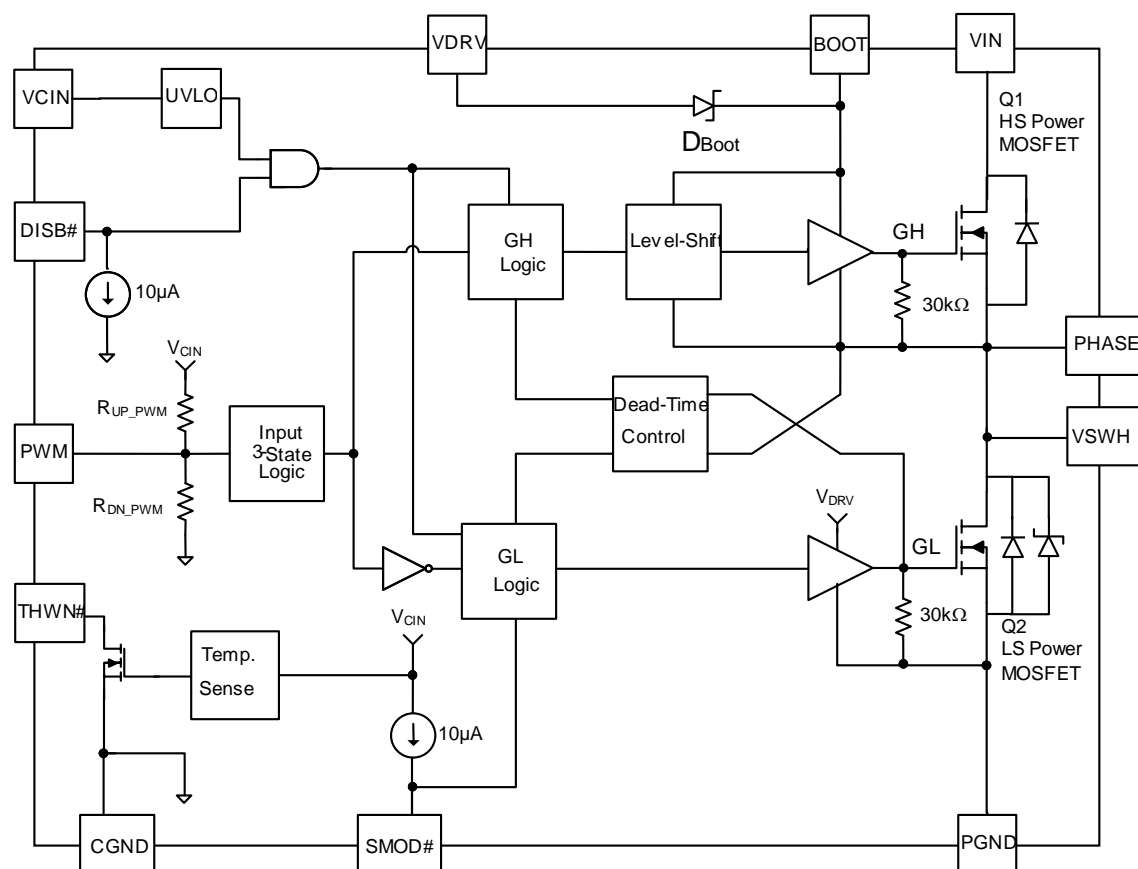 VDRV
BOOT
VIN
VCIN
UVLO
Q1
HS Power
MOSFET
DBoot
DISB#
GH
Logic
Level-Shift
GH
10µA
30kΩ
VCIN
PHASE
RUP_PWM
Dead-Time
Control
PWM
Input
3-State
Logic
VSWH
RDN_PWM
VDRV
GL
Logic
GL
THWN#
VCIN
30kΩ
Q2
LS Power
MOSFET
Temp.
Sense
10µA
CGND
SMOD#
PGND